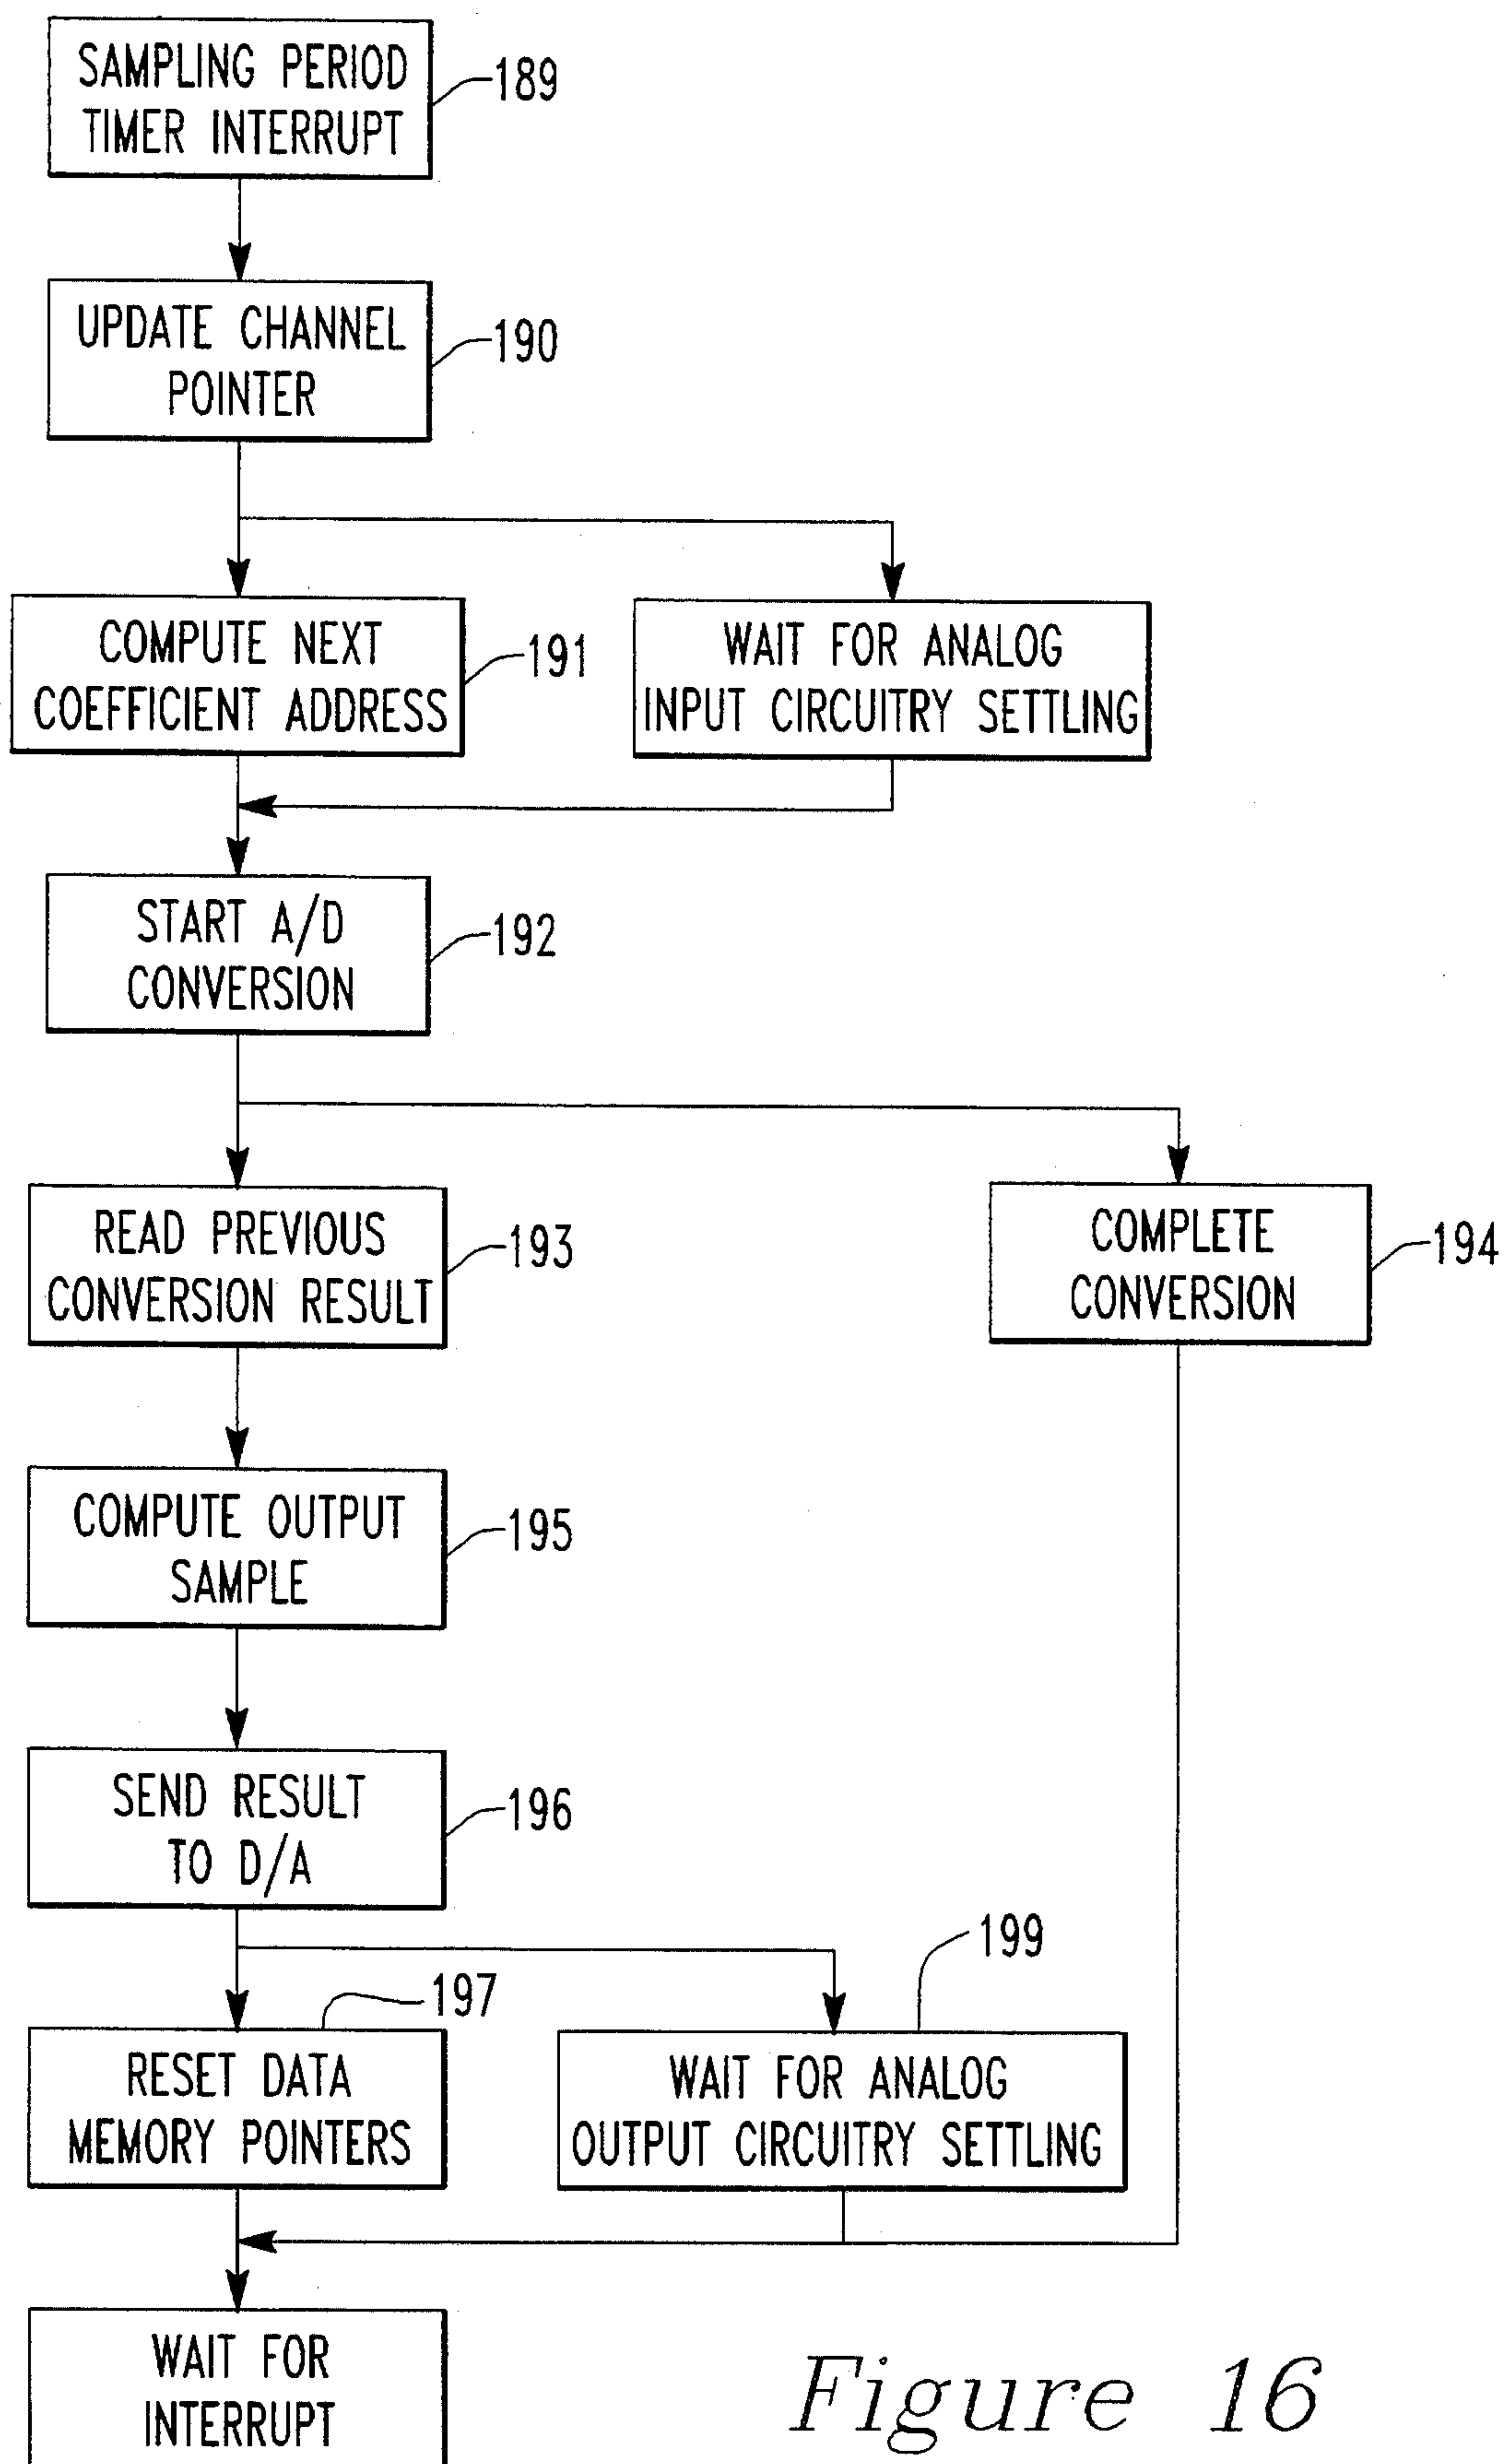 SAMPLING PERIOD
TIMER INTERRUPT
189
UPDATE CHANNEL
POINTER
190
COMPUTE NEXT
COEFFICIENT ADDRESS
191
WAIT FOR ANALOG
INPUT CIRCUITRY SETTLING
START A/D
CONVERSION
192
READ PREVIOUS
CONVERSION RESULT
193
COMPLETE
CONVERSION
194
COMPUTE OUTPUT
SAMPLE
195
SEND RESULT
TO D/A
196
197
RESET DATA
MEMORY POINTERS
199
WAIT FOR ANALOG
OUTPUT CIRCUITRY SETTLING
WAIT FOR
INTERRUPT
Figure 16